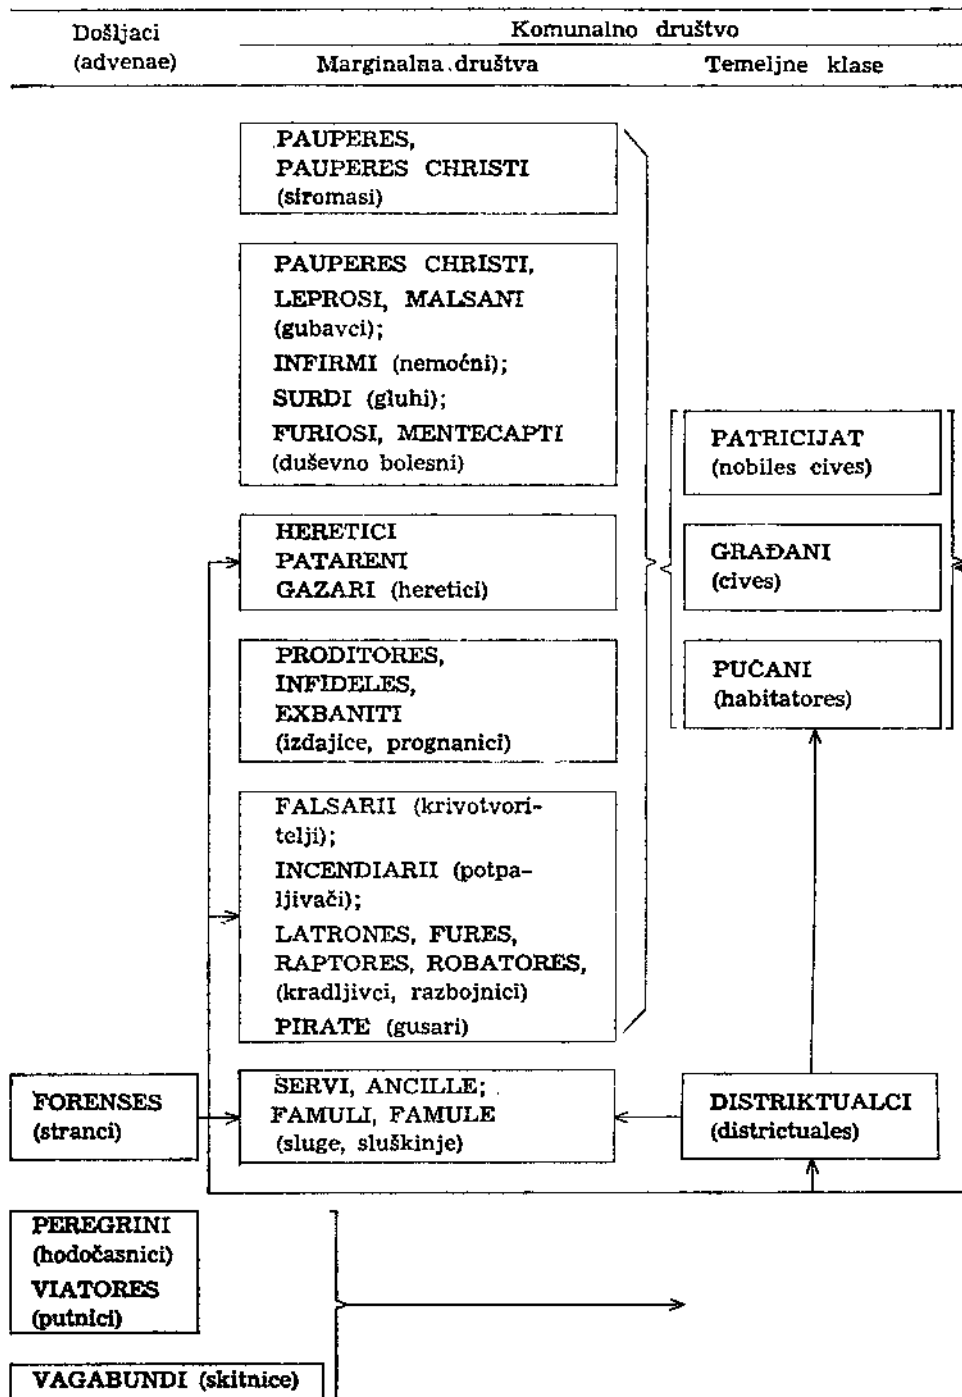 Došljaci
(advenae)
Komunalno društvo
Marginalna društva
Temeljne klase
PAUPERES,
PAUPERES CHRISTI
(siromasi)
PAUPERES CHRISTI,
LEPROSI, MALSANI
(gubavci);
INFIRMI (nemoćni);
SURDI (gluhi);
FURIOSI, MENTECAPTI
(duševno bolesni)
HERETICI
PATARENI
GAZARI (heretici)
PRODITORES,
INFIDELES,
EXBANITI
(izdajice, prognanici)
FALSARII (krivotvori-
telji);
INCENDIARII (potpa-
ljivači);
LATRONES, FURES,
RAPTORES, ROBATORES,
(kradljivci, razbojnici)
PIRATE (gusari)
SERVI, ANCILLE;
FAMULI, FAMULE
(sluge, sluškinje)
PATRICIJAT
(nobiles cives)
GRAĐANI
(cives)
PUČANI
(habitatores)
DISTRIKTUALCI
(districtuales)
FORENSES
(stranci)
PEREGRINI
(hodočasnici)
VIATORES
(putnici)
VAGABUNDI (skitnice)